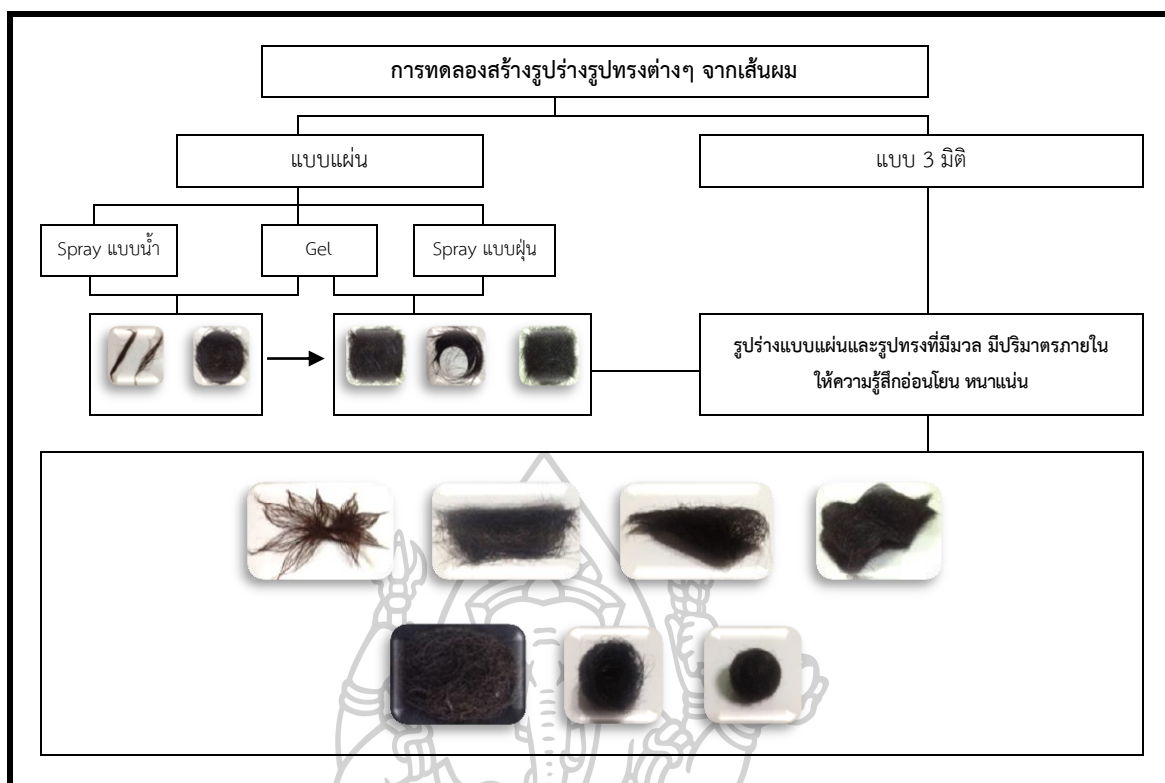 การทดลองสร้างรูปร่างรูปทรงต่างๆ จากเส้นผม
แบบแผ่น
แบบ 3 มิติ
Spray แบบน้ำ
Gel
Spray แบบฝุ่น
รูปร่างแบบแผ่นและรูปทรงที่มีมวล มีปริมาตรภายใน
ให้ความรู้สึกอ่อนโยน หนาแน่น